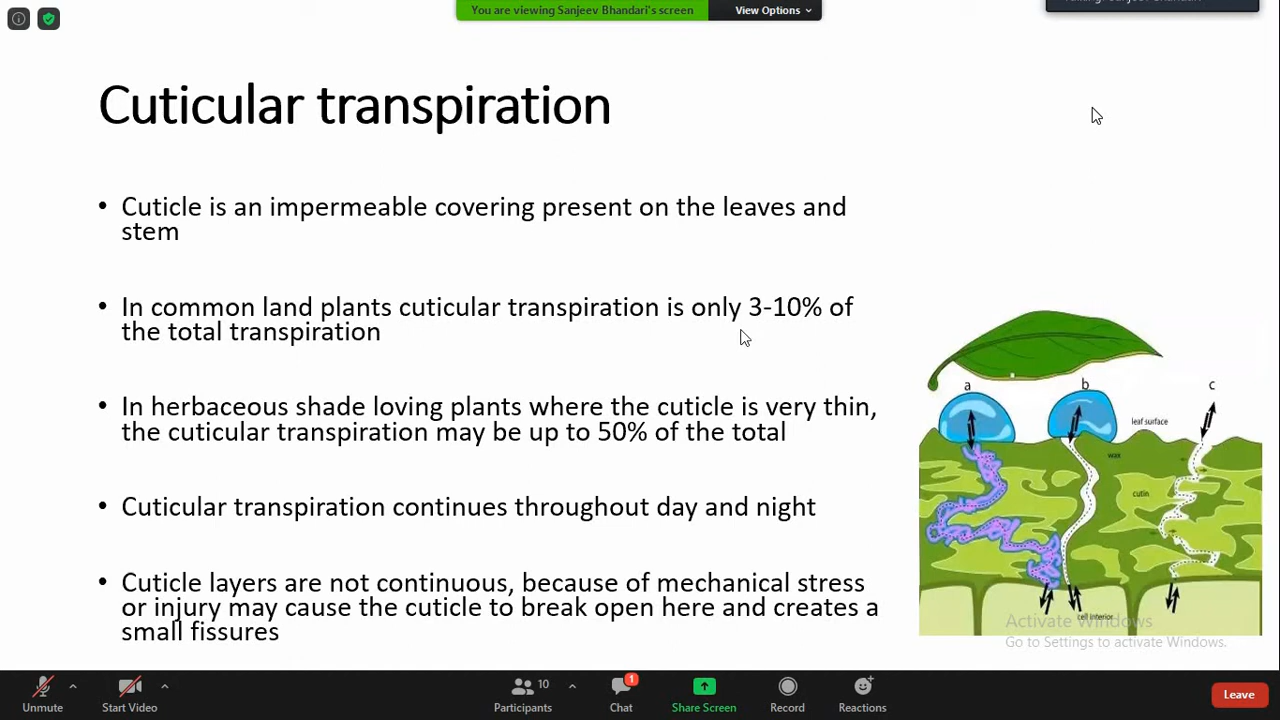 You are viewing Sanjeev Bhandari's screen
View Options
Cuticular transpiration
• Cuticle is an impermeable covering present on the leaves and
stem
• In common land plants cuticular transpiration is only 3-10% of
the total transpiration
• In herbaceous shade loving plants where the cuticle is very thin,
the cuticular transpiration may be up to 50% of the total
• Cuticular transpiration continues throughout day and night
• Cuticle layers are not continuous, because of mechanical stress
or injury may cause the cuticle to break open here and creates a
small fissures
a
b
c
leaf surface
wax
cutin
cell interior
Activate Windows
Go to Settings to activate Windows.
Unmute
Start Video
10
Participants
1
Chat
Share Screen
Record
Reactions
Leave